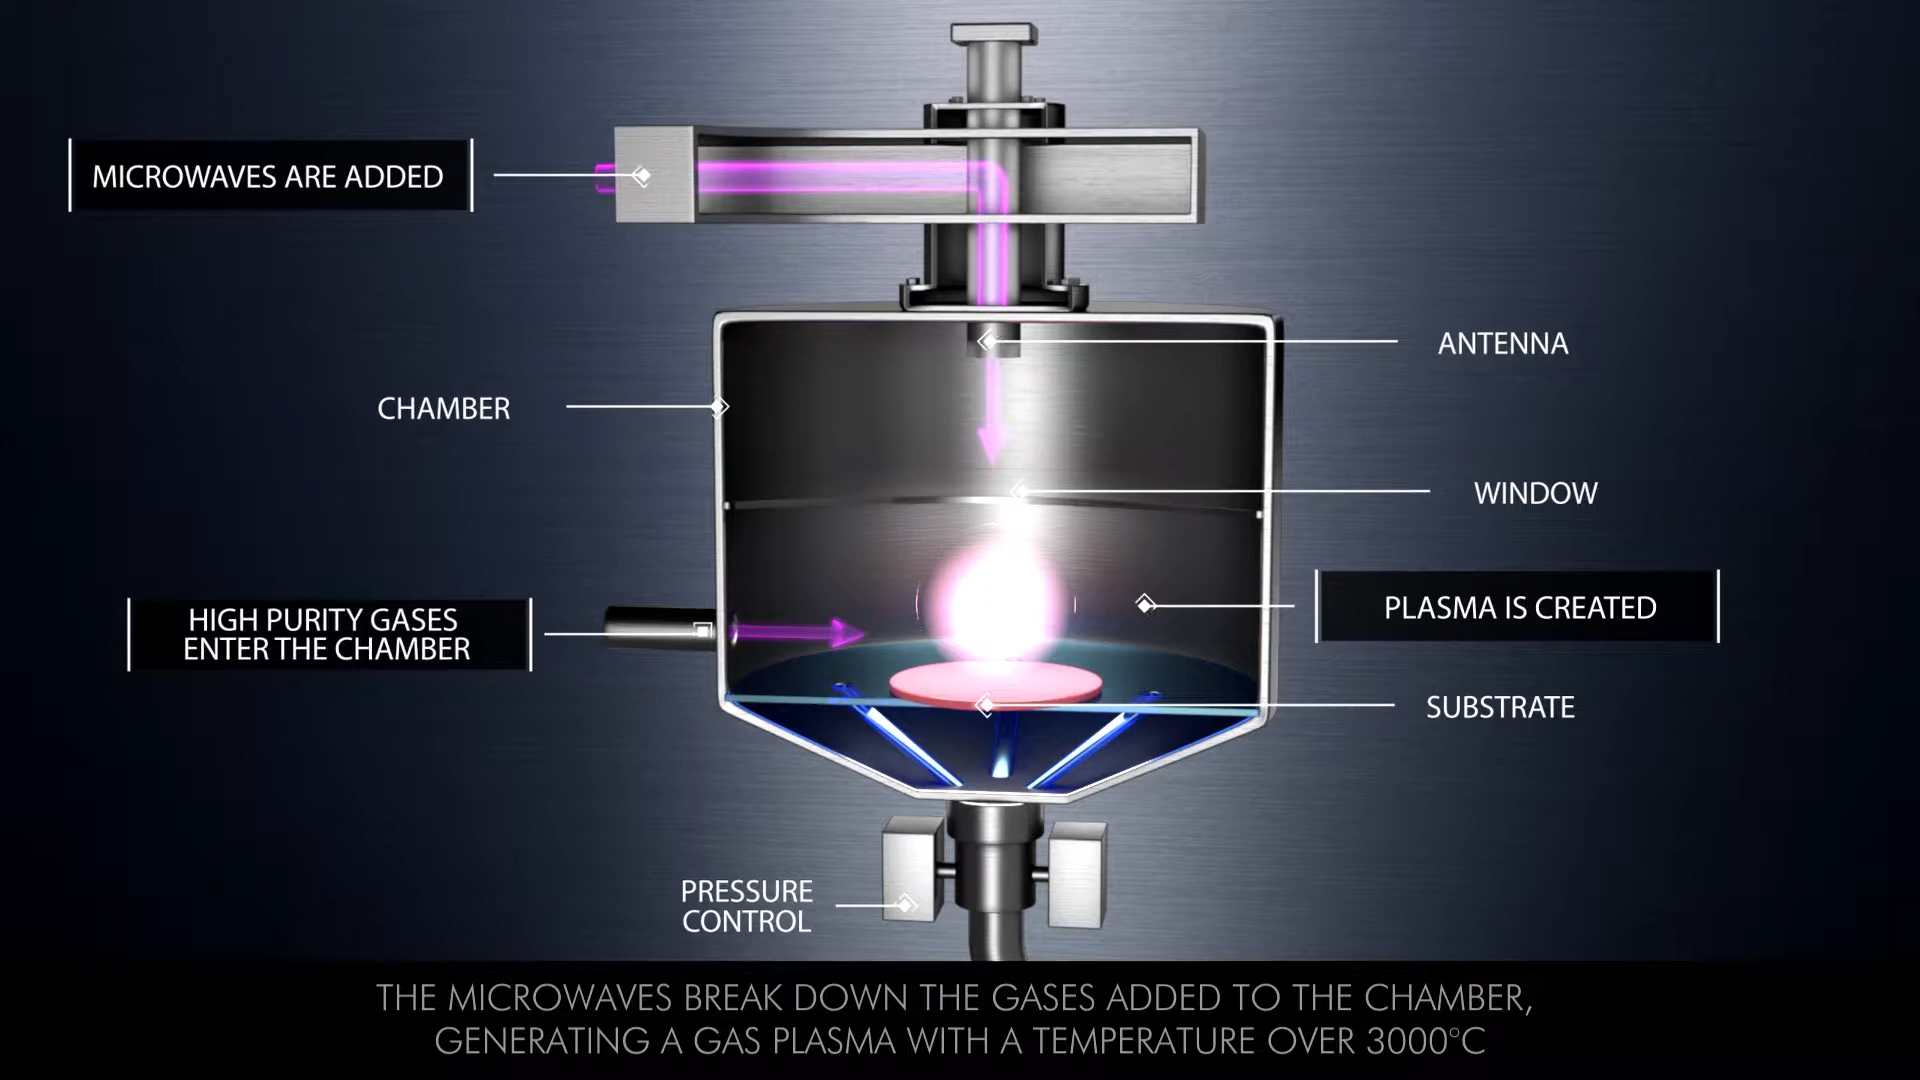 MICROWAVES ARE ADDED
ANTENNA
CHAMBER
WINDOW
HIGH PURITY GASES
ENTER THE CHAMBER
PLASMA IS CREATED
SUBSTRATE
PRESSURE
CONTROL
THE MICROWAVES BREAK DOWN THE GASES ADDED TO THE CHAMBER,
GENERATING A GAS PLASMA WITH A TEMPERATURE OVER 3000°C